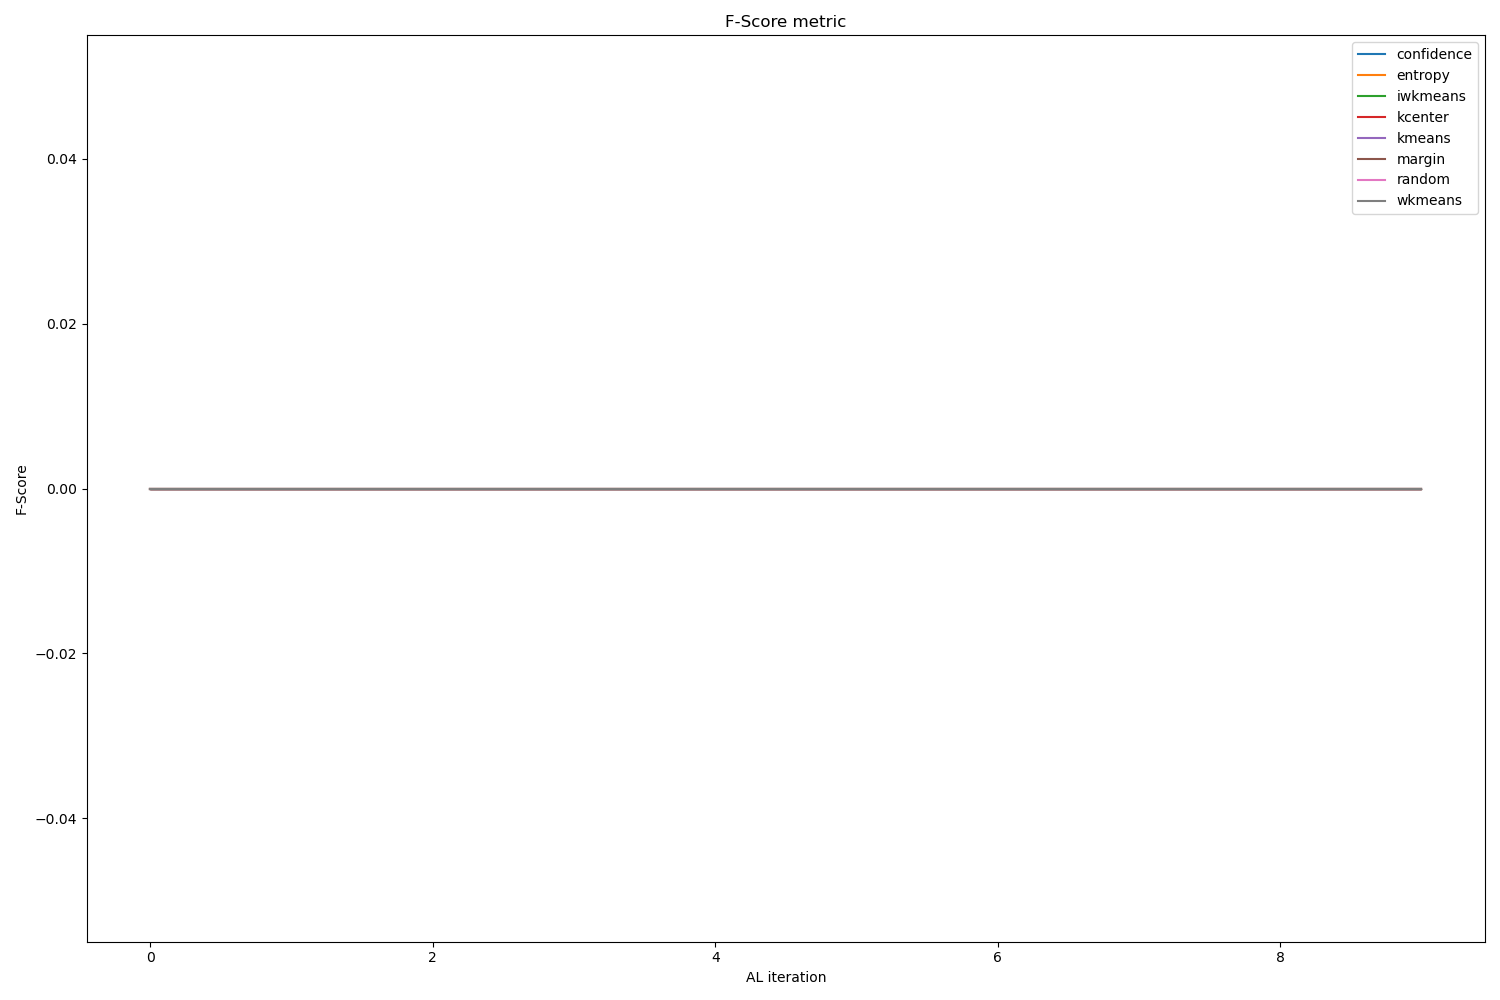 F-Score metric
confidence
entropy
iwkmeans
kcenter
kmeans
margin
random
wkmeans
0.04
0.02
0.00
−0.02
−0.04
F-Score
0 2 4 6 8
AL iteration